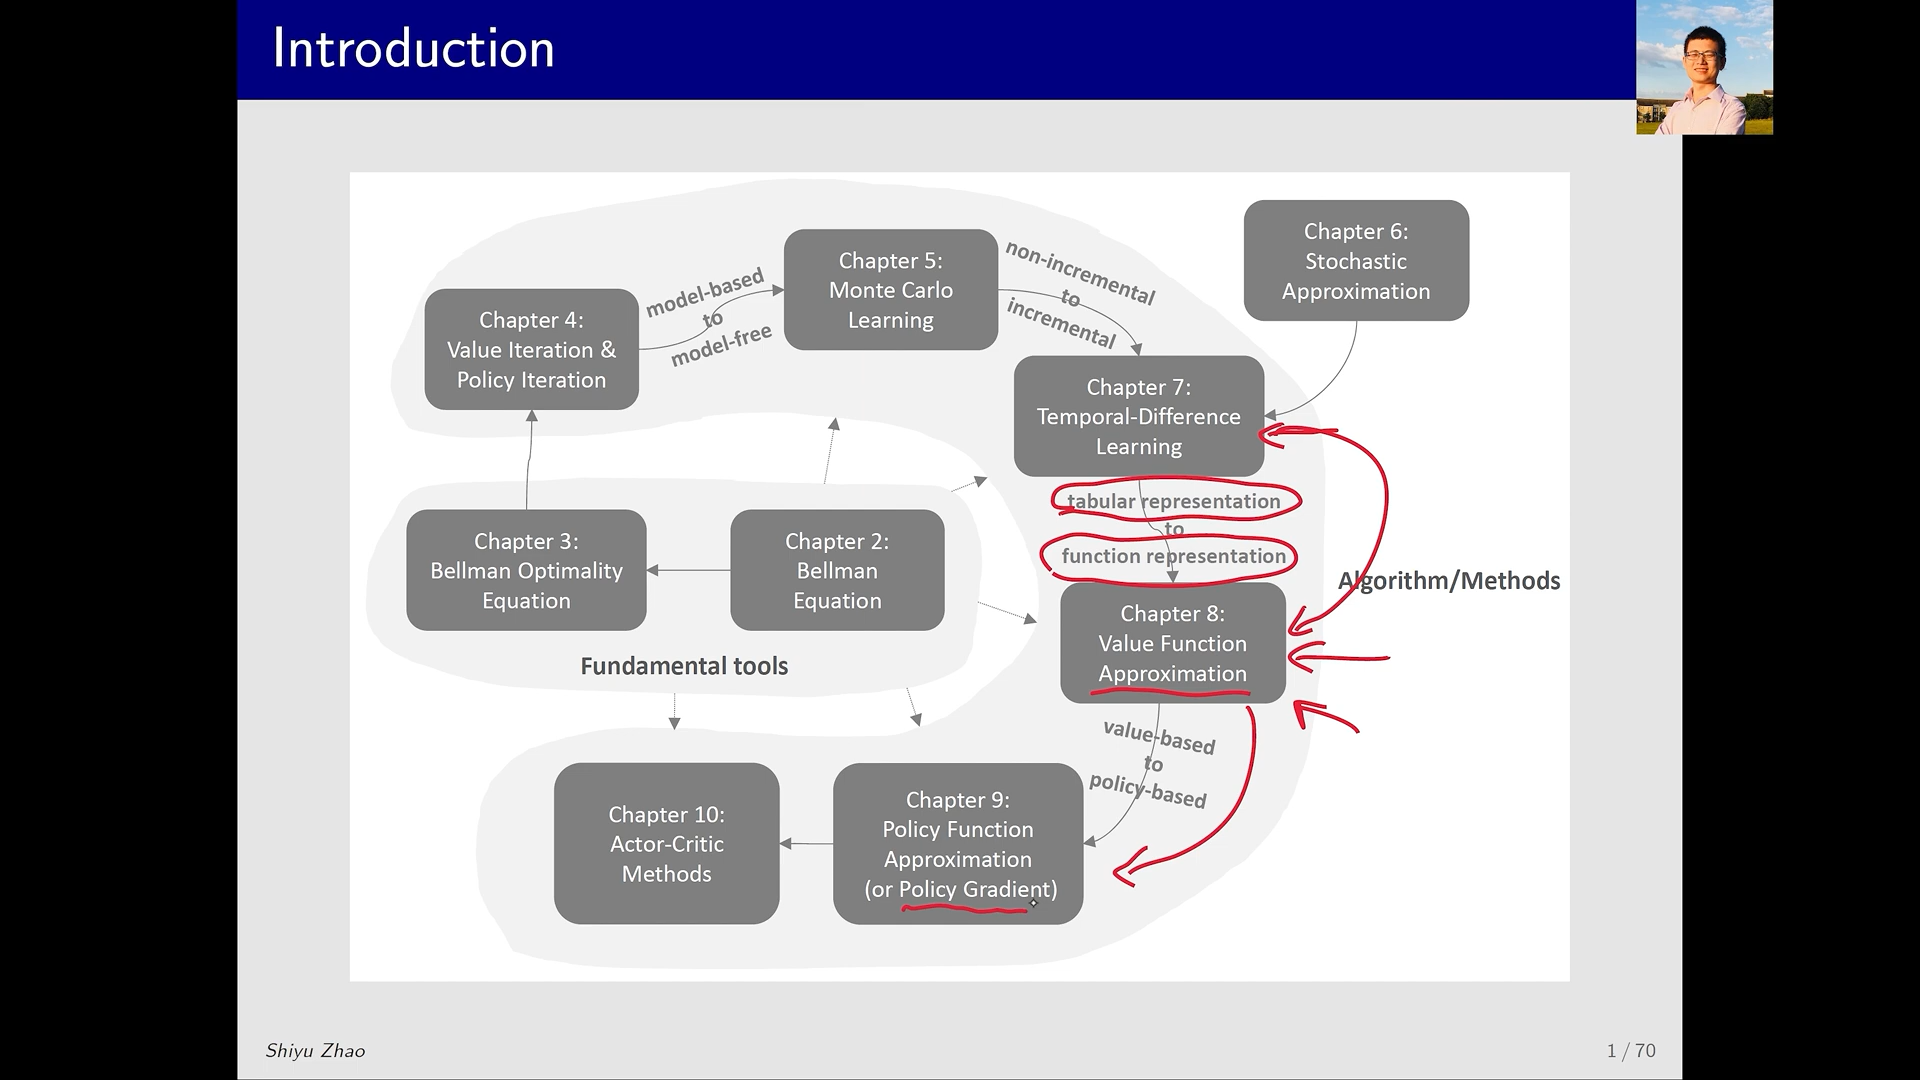 Introduction
Chapter 4:
Value Iteration &
Policy Iteration
model-based
to
model-free
Chapter 5:
Monte Carlo
Learning
non-incremental
to
incremental
Chapter 6:
Stochastic
Approximation
Chapter 7:
Temporal-Difference
Learning
tabular representation
to
function representation
Chapter 3:
Bellman Optimality
Equation
Chapter 2:
Bellman
Equation
Fundamental tools
Algorithm/Methods
Chapter 8:
Value Function
Approximation
value-based
to
policy-based
Chapter 10:
Actor-Critic
Methods
Chapter 9:
Policy Function
Approximation
(or Policy Gradient)
Shiyu Zhao
1 / 70